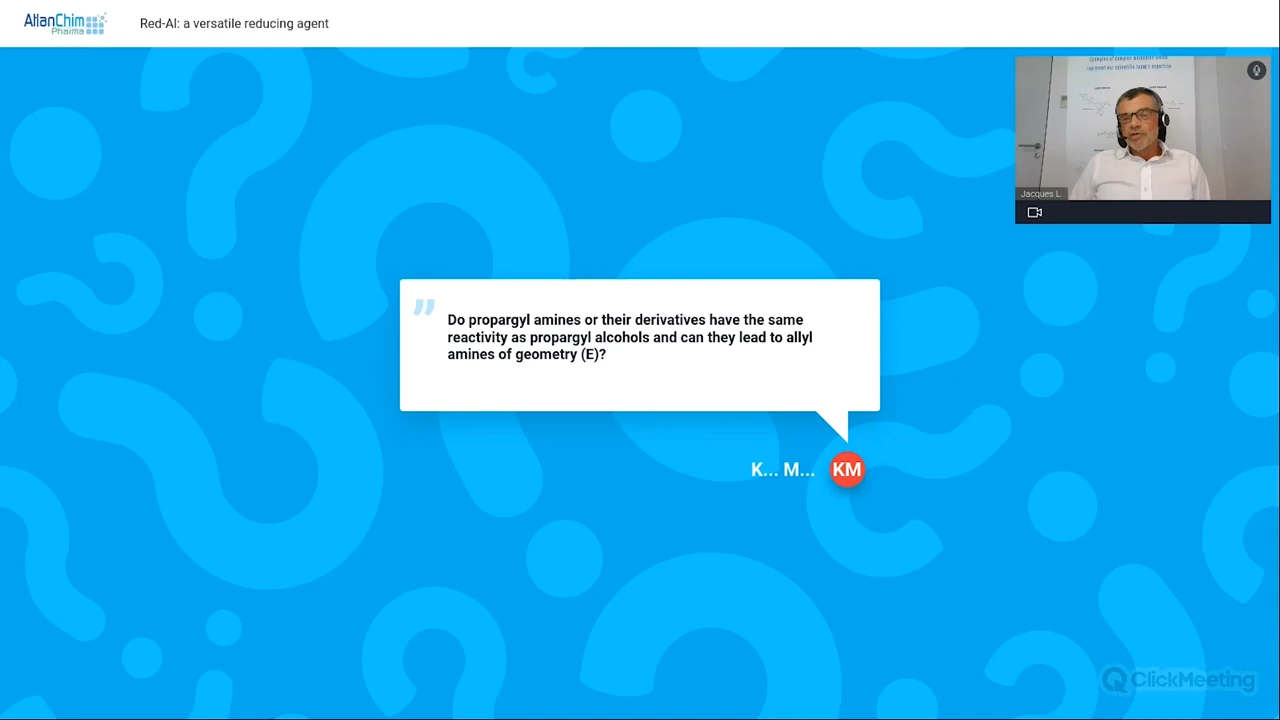 AtlanChim
Pharma
Red-Al: a versatile reducing agent
Jacques L.
Do propargyl amines or their derivatives have the same
reactivity as propargyl alcohols and can they lead to allyl
amines of geometry (E)?
K... M...
KM
ClickMeeting